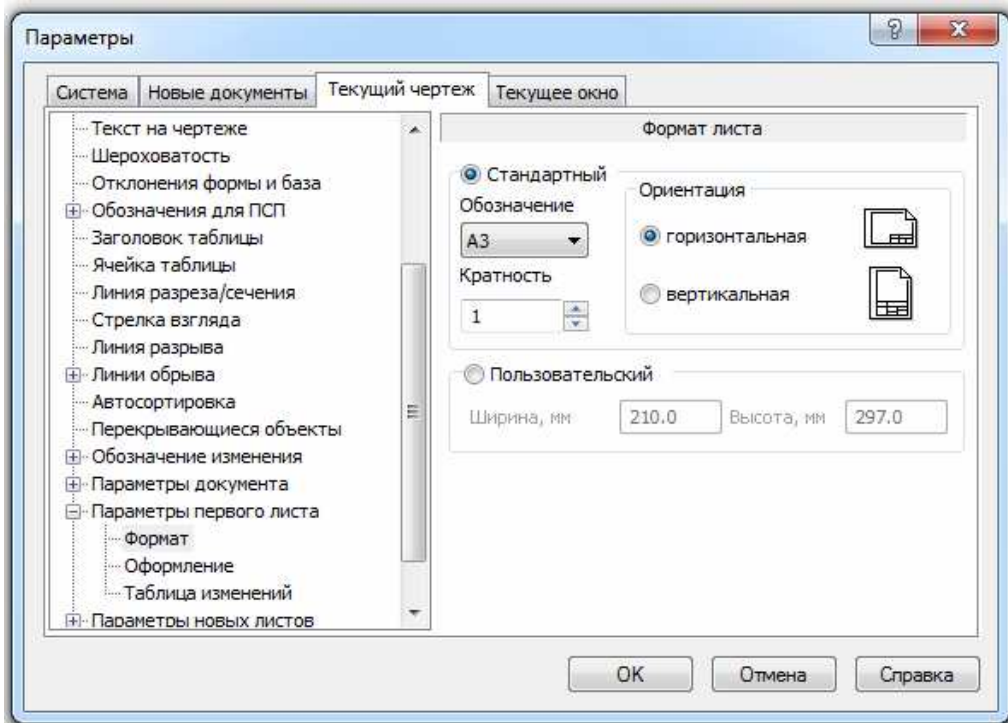 Параметры
Система
Новые документы
Текущий чертеж
Текущее окно
Текст на чертеже
Шероховатость
Отклонения формы и база
Обозначения для ПСП
Заголовок таблицы
Ячейка таблицы
Линия разреза/сечения
Стрелка взгляда
Линия разрыва
Линии обрыва
Автосортировка
Перекрывающиеся объекты
Обозначение изменения
Параметры документа
Параметры первого листа
Формат
Оформление
Таблица изменений
Параметры новых листов
Формат листа
Стандартный
Обозначение
А3
Кратность
1
Ориентация
горизонтальная
вертикальная
Пользовательский
Ширина, мм 210.0 Высота, мм 297.0
OK Отмена Справка